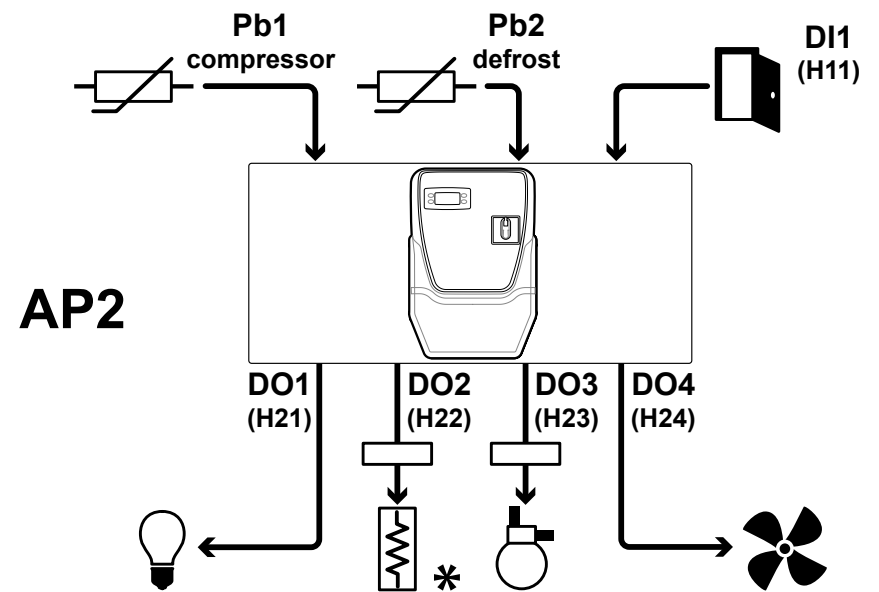 Pb1
compressor
Pb2
defrost
DI1
(H11)
AP2
DO1
(H21)
DO2
(H22)
DO3
(H23)
DO4
(H24)
*